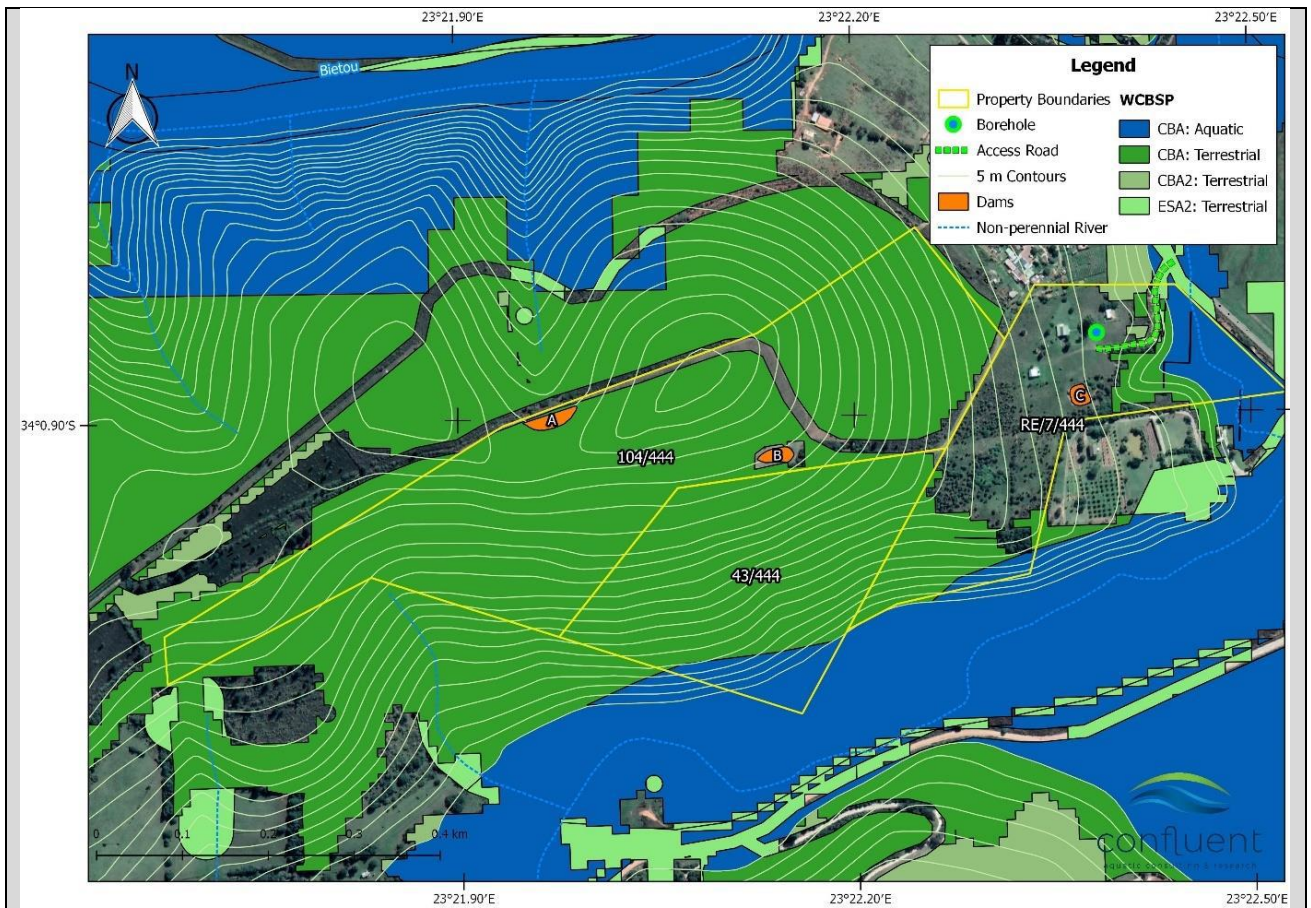 23°21.90'E
23°22.20'E
23°22.50'E
N
Bietou
Legend
Property Boundaries
Borehole
Access Road
5 m Contours
Dams
Non-perennial River
WCBSP
CBA: Aquatic
CBA: Terrestrial
CBA2: Terrestrial
ESA2: Terrestrial
34°0.90'S
A
B
C
RE/7/444
104/444
43/444
0
0.1
0.2
0.3
0.4 km
confluent
aquatic consulting & research
23°21.90'E
23°22.20'E
23°22.50'E